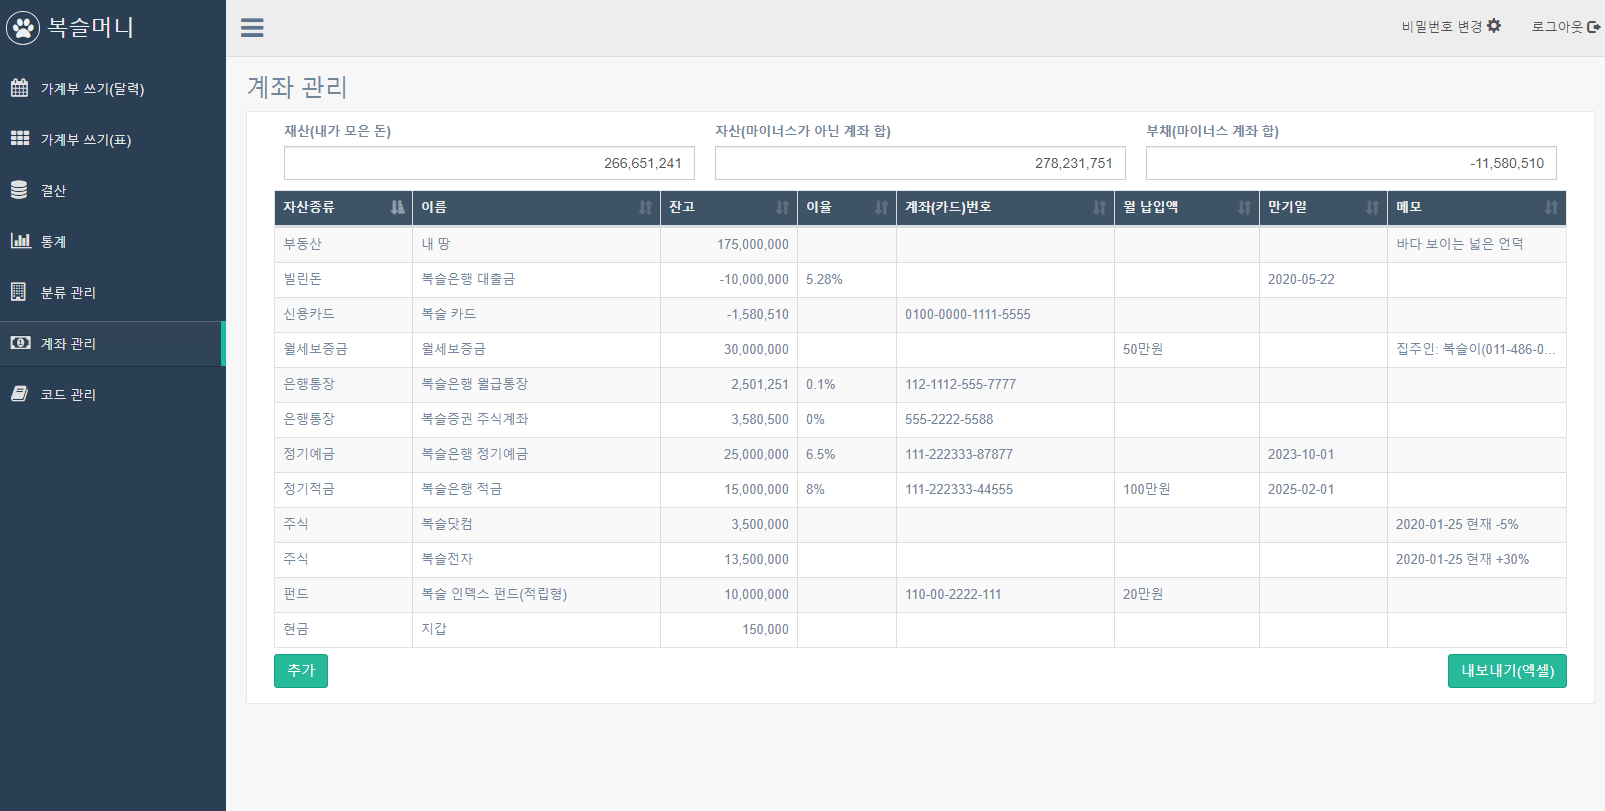 복슬머니
비밀번호 변경 로그아웃
가계부 쓰기(달력)
가계부 쓰기(표)
결산
통계
분류 관리
계좌 관리
코드 관리
계좌 관리
재산(내가 모은 돈) 자산(마이너스가 아닌 계좌 합) 부채(마이너스 계좌 합)
266,651,241 278,231,751 -11,580,510
자산종류 이름 잔고 이율 계좌(카드)번호 월 납입액 만기일 메모
부동산 내 땅 175,000,000 바다 보이는 넓은 언덕
빌린돈 복슬은행 대출금 -10,000,000 5.28% 2020-05-22
신용카드 복슬 카드 -1,580,510 0100-0000-1111-5555
월세보증금 월세보증금 30,000,000 50만원 집주인: 복슬이(011-486-0...
은행통장 복슬은행 월급통장 2,501,251 0.1% 112-1112-555-7777
은행통장 복슬증권 주식계좌 3,580,500 0% 555-2222-5588
정기예금 복슬은행 정기예금 25,000,000 6.5% 111-222333-87877 2023-10-01
정기적금 복슬은행 적금 15,000,000 8% 111-222333-44555 100만원 2025-02-01
주식 복슬닷컴 3,500,000 2020-01-25 현재 -5%
주식 복슬전자 13,500,000 2020-01-25 현재 +30%
펀드 복슬 인덱스 펀드(적립형) 10,000,000 110-00-2222-111 20만원
현금 지갑 150,000
추가 내보내기(엑셀)